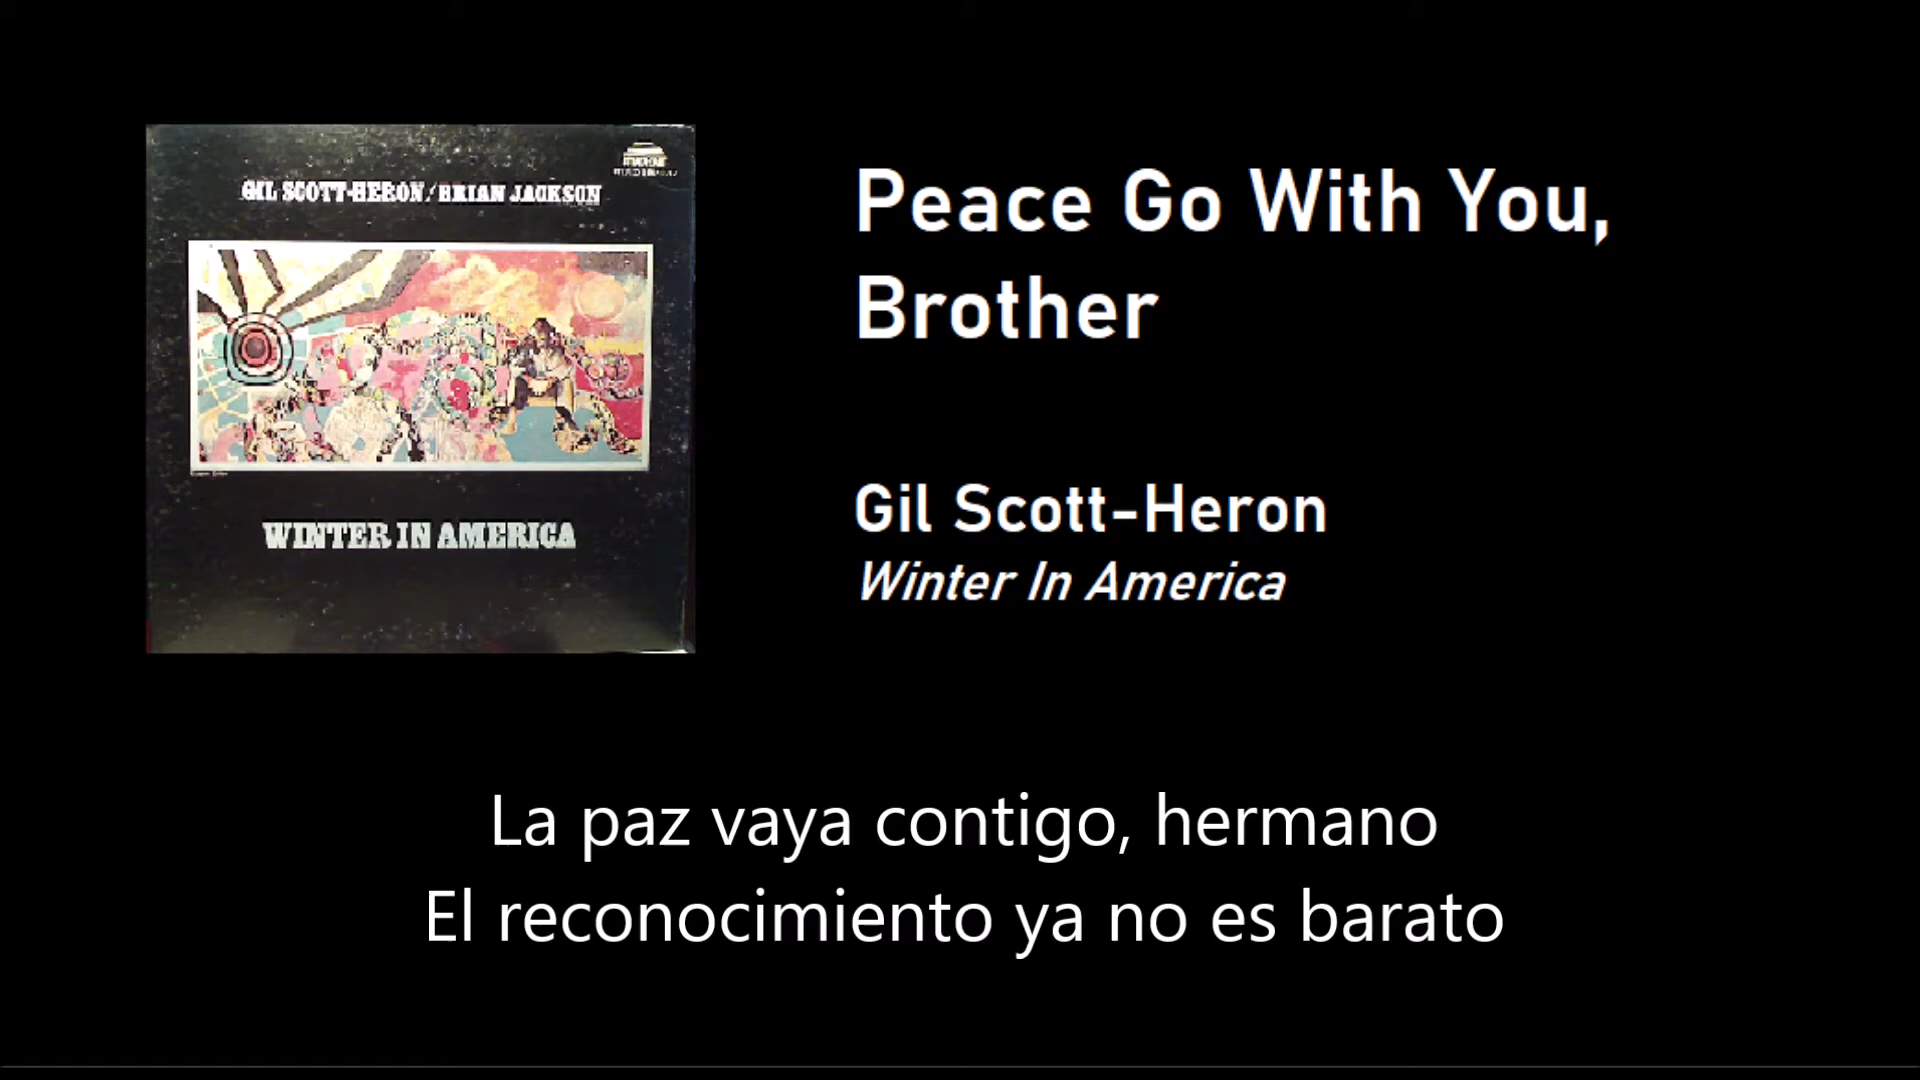 GIL SCOTT-HERON/BRIAN JACKSON
WINTER IN AMERICA
Peace Go With You,
Brother
Gil Scott-Heron
Winter In America
La paz vaya contigo, hermano
El reconocimiento ya no es barato